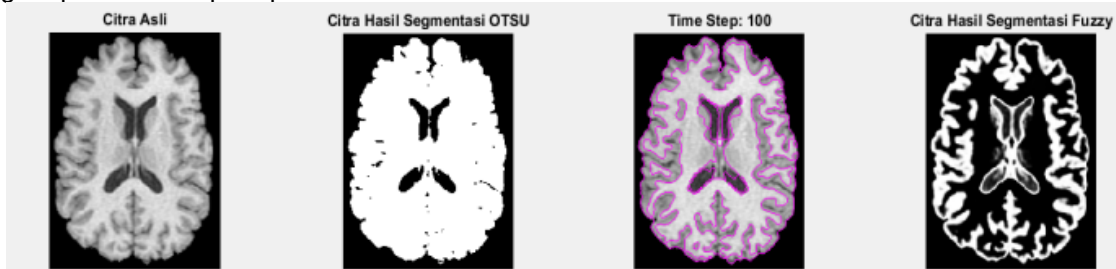 Citra Asli
Citra Hasil Segmentasi OTSU
Time Step: 100
Citra Hasil Segmentasi Fuzzy